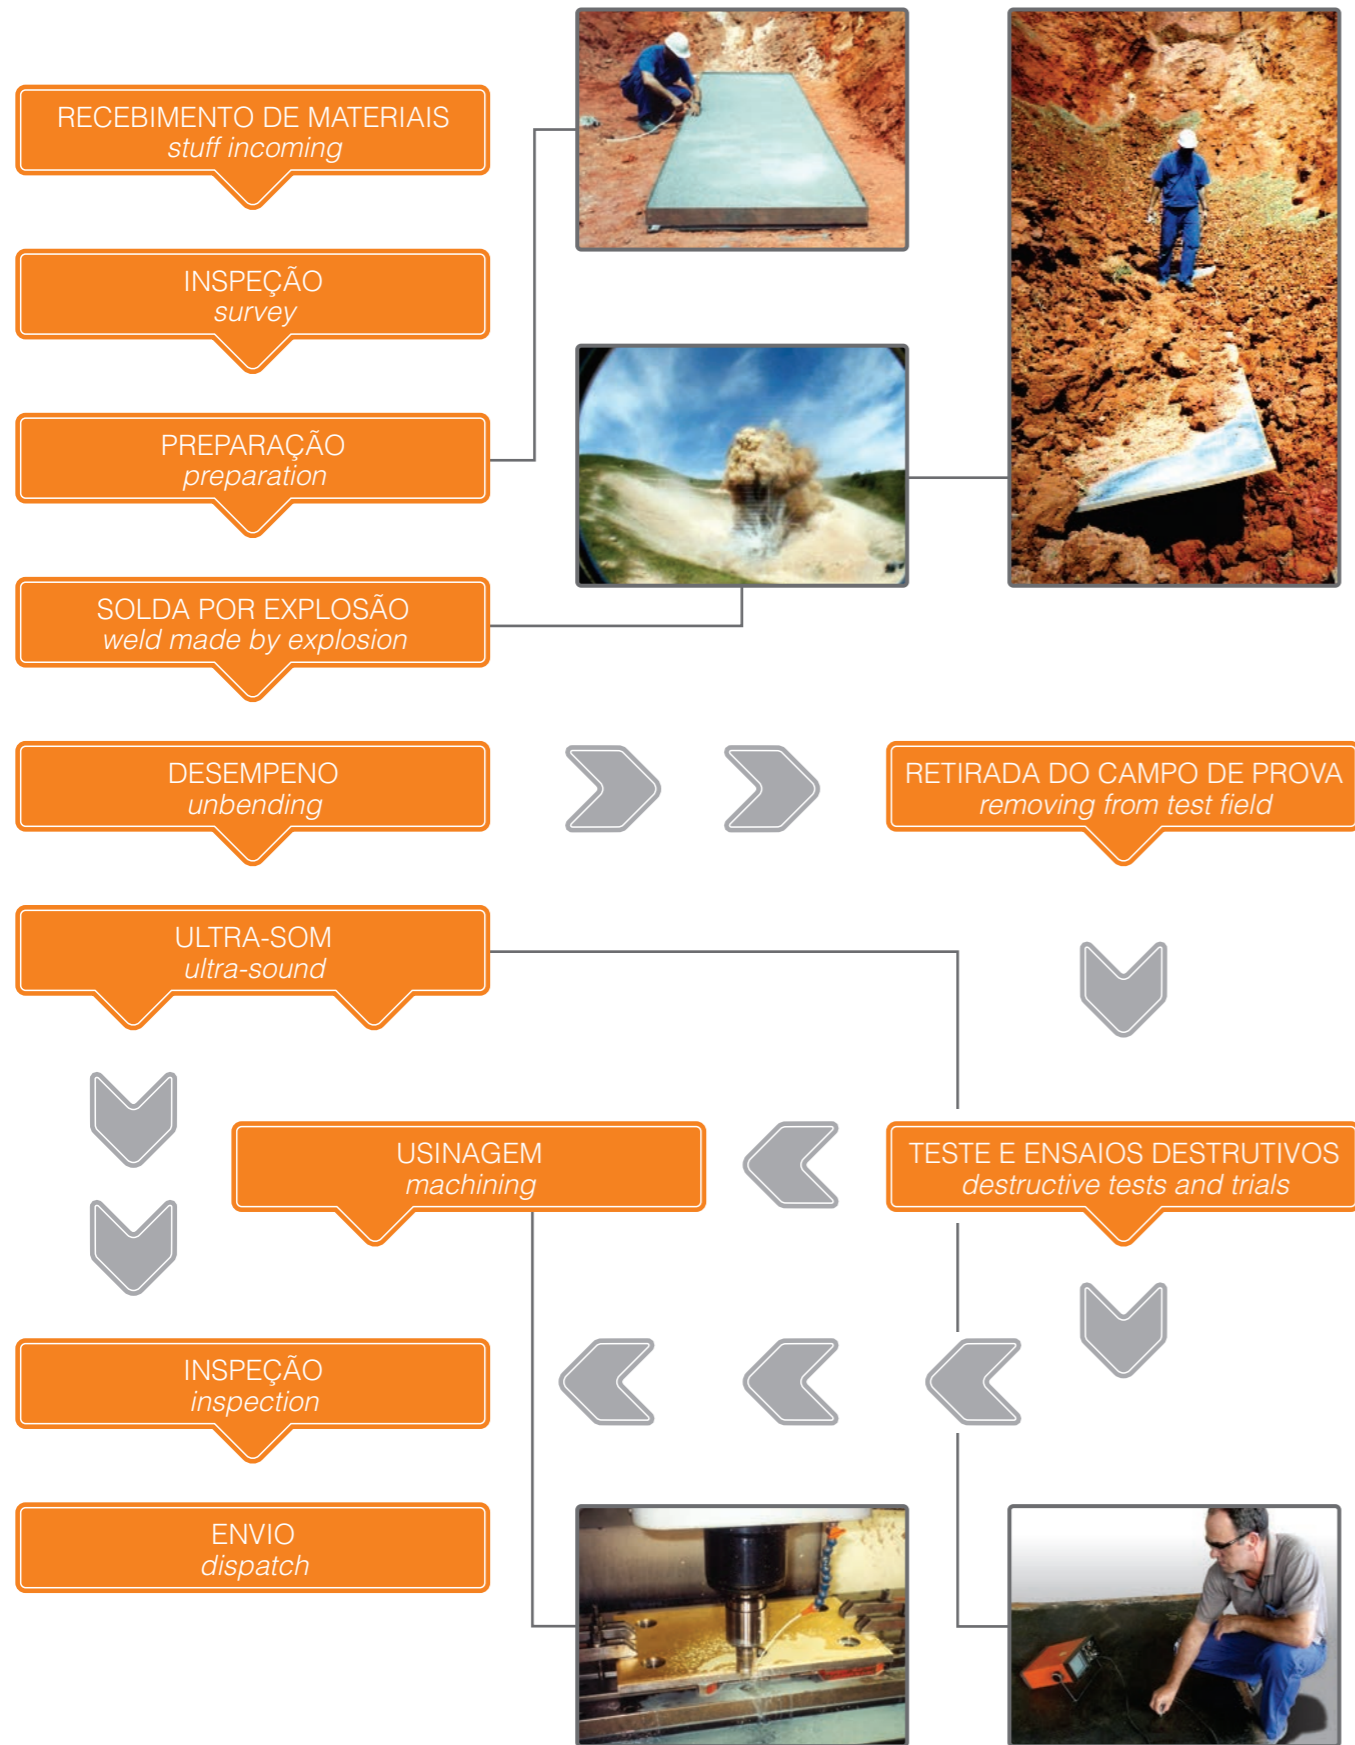 RECEBIMENTO DE MATERIAIS
stuff incoming
INSPEÇÃO
survey
PREPARAÇÃO
preparation
SOLDA POR EXPLOSÃO
weld made by explosion
DESEMPENO
unbending
RETIRADA DO CAMPO DE PROVA
removing from test field
ULTRA-SOM
ultra-sound
USINAGEM
machining
TESTE E ENSAIOS DESTRUTIVOS
destructive tests and trials
INSPEÇÃO
inspection
ENVIO
dispatch